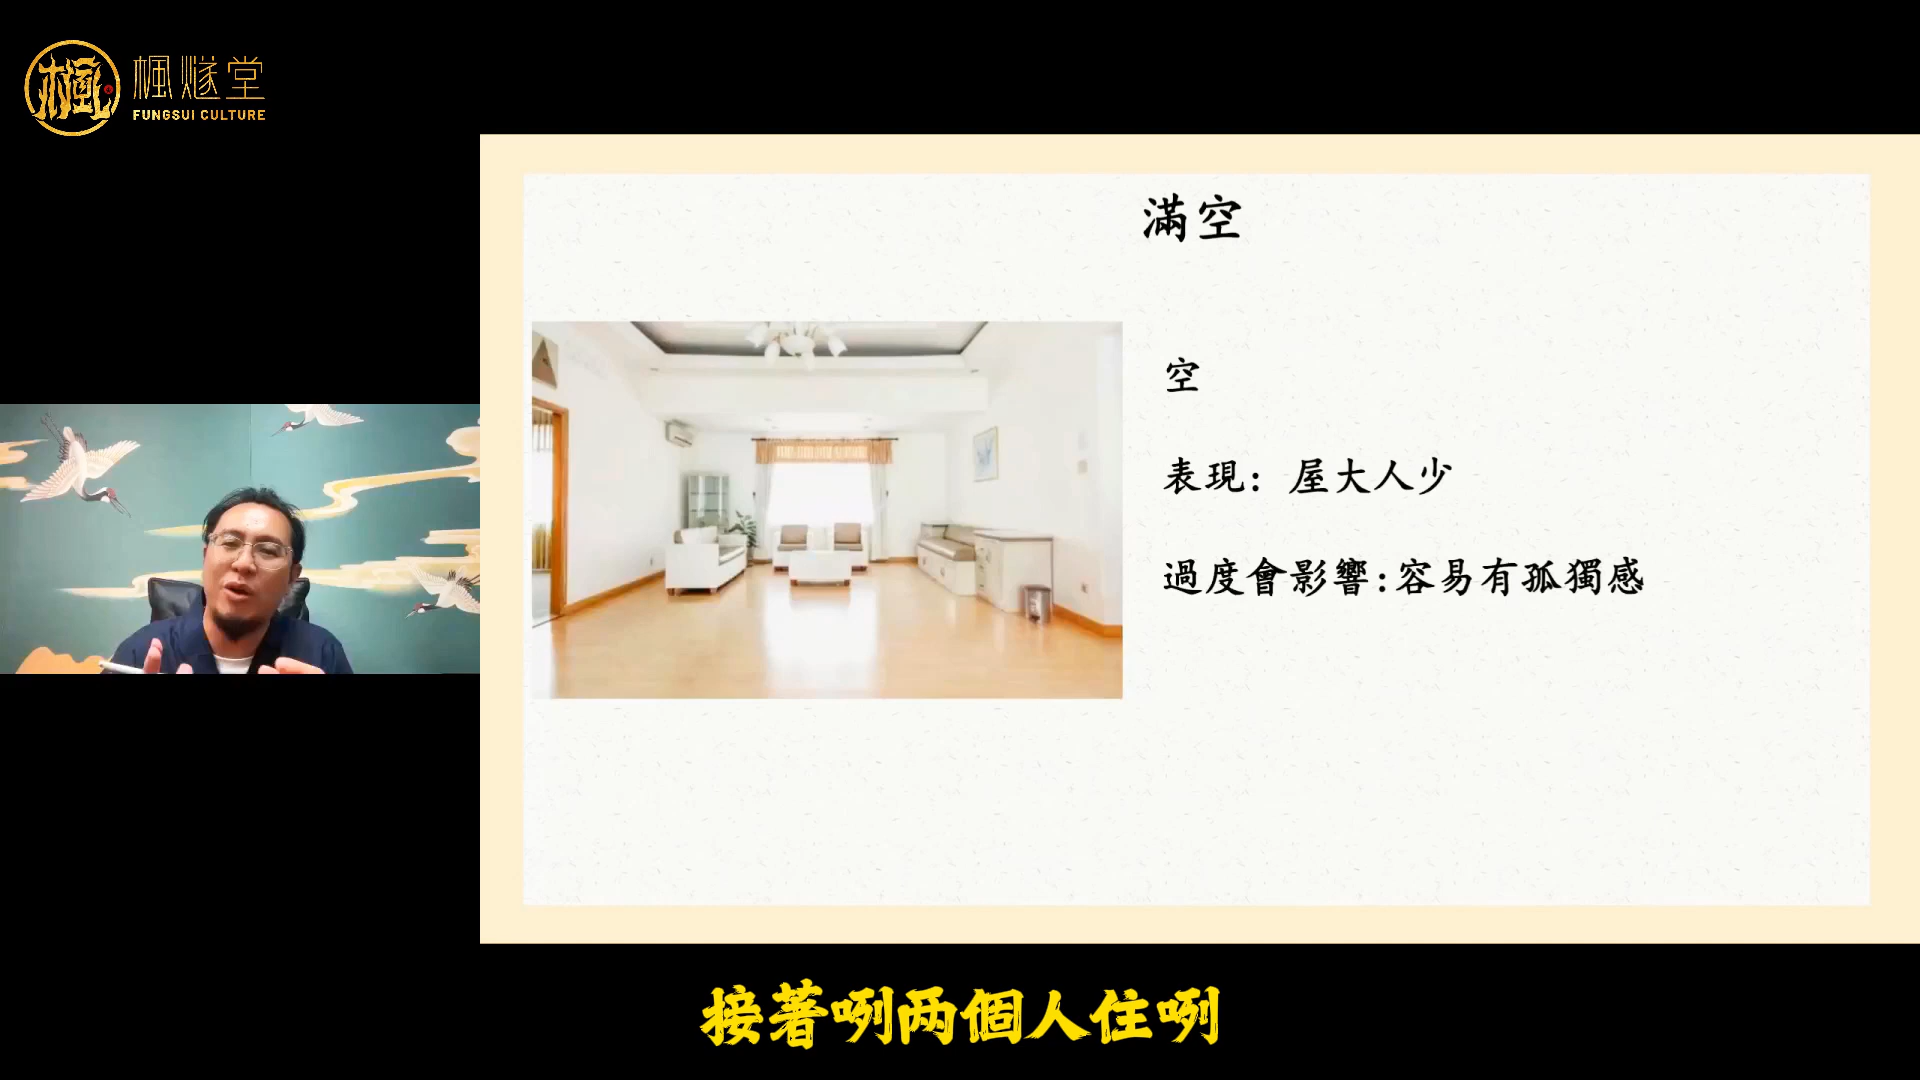 楓燧堂
FUNGSUI CULTURE
滿空
空
表現：屋大人少
過度會影響:容易有孤獨感
接著咧两個人住咧